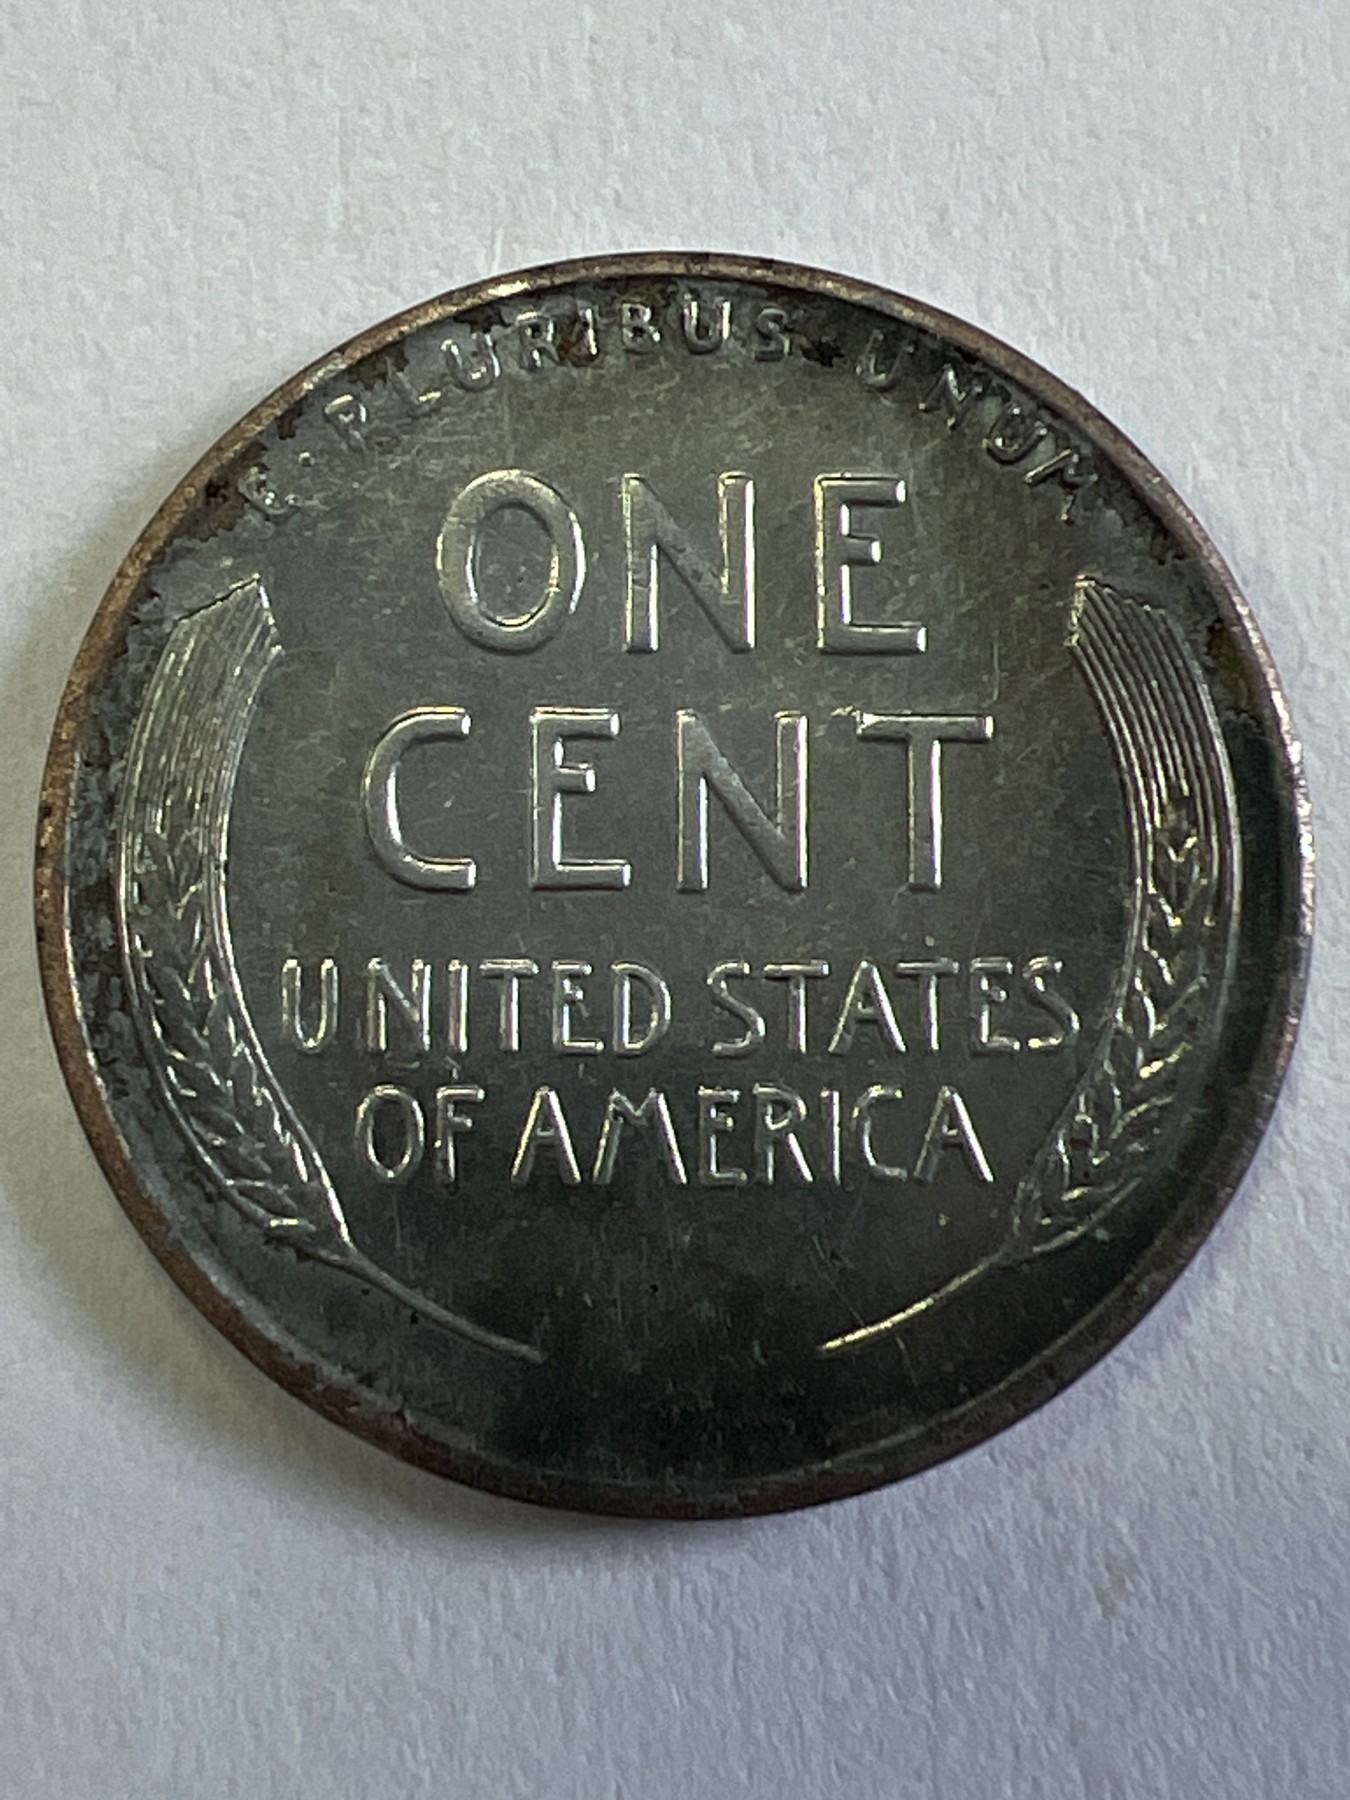 E · PLURIBUS · UNUM
ONE
CENT
UNITED STATES
OF AMERICA